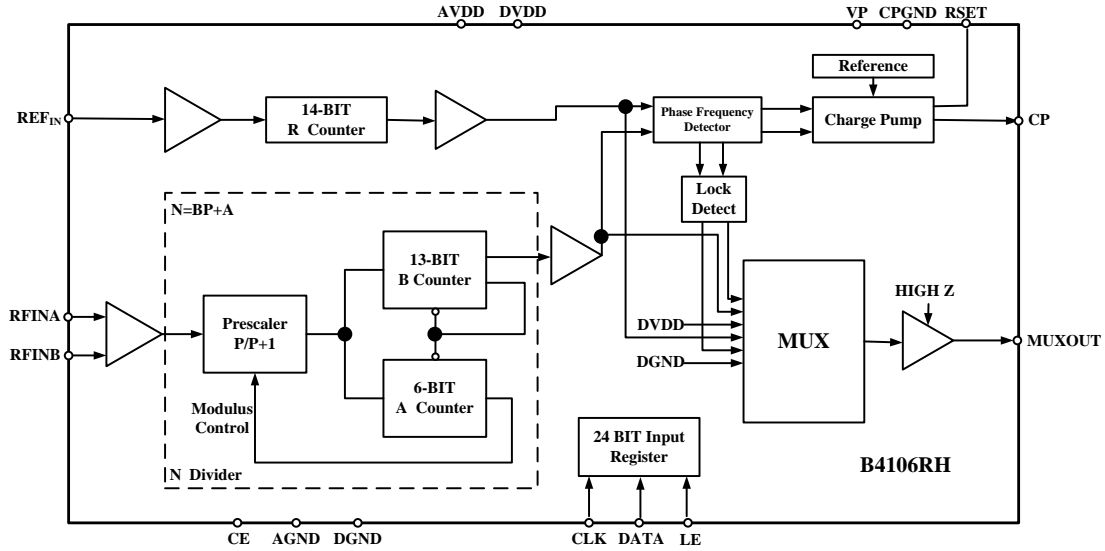 AVDD DVDD VP CPGND RSET
Reference
14-BIT
R Counter
REFIN
Phase Frequency
Detector
Charge Pump
CP
Lock
Detect
N=BP+A
13-BIT
B Counter
HIGH Z
RFINA
Prescaler
P/P+1
DVDD
MUX
MUXOUT
RFINB
DGND
6-BIT
A Counter
Modulus
Control
24 BIT Input
Register
B4106RH
N Divider
CE AGND DGND CLK DATA LE